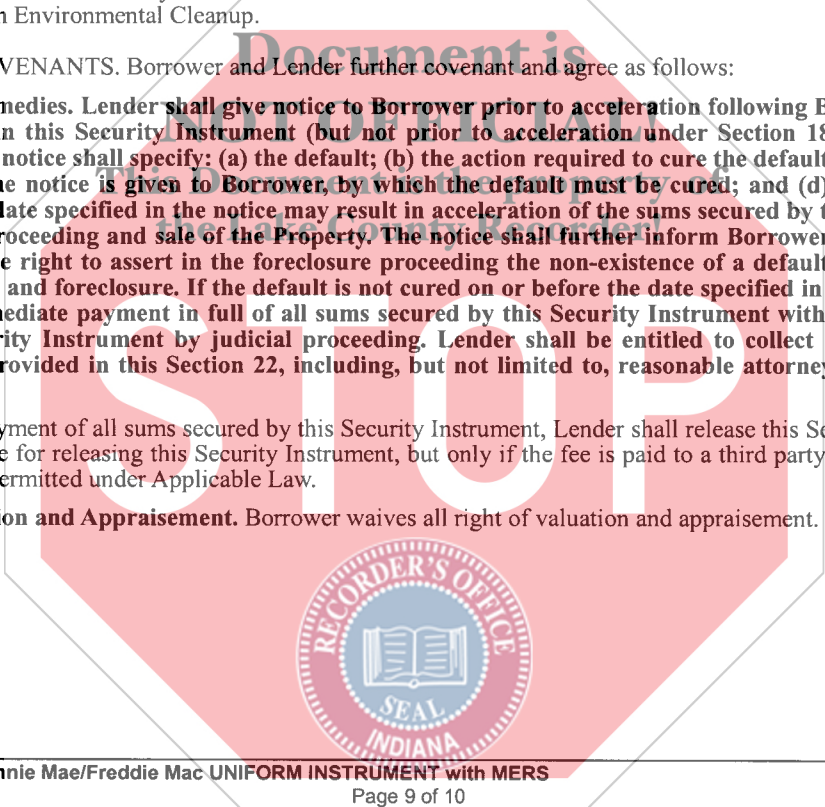 n Environmental Cleanup.
Document is
VENANTS. Borrower and Lender further covenant and agree as follows:
nedies. Lender shall give notice to Borrower prior to acceleration following B
NOT OFFICIAL!
n this Security Instrument (but not prior to acceleration under Section 18
notice shall specify: (a) the default; (b) the action required to cure the default
This Document is the property of
ne notice is given to Borrower, by which the default must be cured; and (d)
late specified in the notice may result in acceleration of the sums secured by t
the Lake County Recorder!
roceeding and sale of the Property. The notice shall further inform Borrower
e right to assert in the foreclosure proceeding the non-existence of a default
and foreclosure. If the default is not cured on or before the date specified in
nediate payment in full of all sums secured by this Security Instrument with
rity Instrument by judicial proceeding. Lender shall be entitled to collect
rovided in this Section 22, including, but not limited to, reasonable attorney
STOP
yment of all sums secured by this Security Instrument, Lender shall release this Se
e for releasing this Security Instrument, but only if the fee is paid to a third party
ermitted under Applicable Law.
ion and Appraisement. Borrower waives all right of valuation and appraisement.
RECORDER'S OFFICE
SEAL
INDIANA
nnie Mae/Freddie Mac UNIFORM INSTRUMENT with MERS
Page 9 of 10